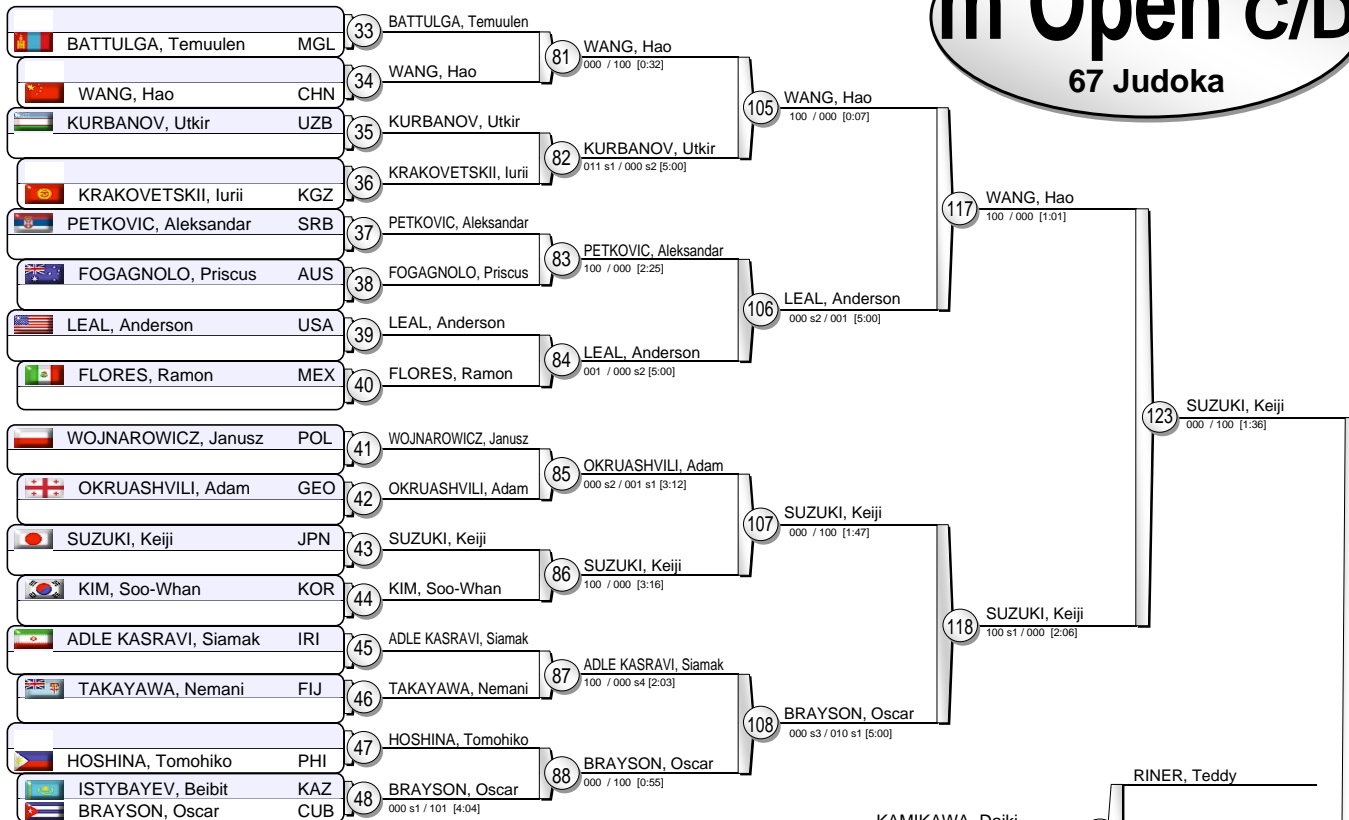 m Open C/D
67 Judoka
BATTULGA, Temuulen MGL
WANG, Hao CHN
KURBANOV, Utkir UZB
KRAKOVETSKII, Iurii KGZ
PETKOVIC, Aleksandar SRB
FOGAGNOLO, Priscus AUS
LEAL, Anderson USA
FLORES, Ramon MEX
WOJNAROWICZ, Janusz POL
OKRUASHVILI, Adam GEO
SUZUKI, Keiji JPN
KIM, Soo-Whan KOR
ADLE KASRAVI, Siamak IRI
TAKAYAWA, Nemani FIJ
HOSHINA, Tomohiko PHI
ISTYBAYEV, Beibit KAZ
BRAYSON, Oscar CUB
33 BATTULGA, Temuulen
34 WANG, Hao
35 KURBANOV, Utkir
36 KRAKOVETSKII, Iurii
37 PETKOVIC, Aleksandar
38 FOGAGNOLO, Priscus
39 LEAL, Anderson
40 FLORES, Ramon
41 WOJNAROWICZ, Janusz
42 OKRUASHVILI, Adam
43 SUZUKI, Keiji
44 KIM, Soo-Whan
45 ADLE KASRAVI, Siamak
46 TAKAYAWA, Nemani
47 HOSHINA, Tomohiko
48 BRAYSON, Oscar
000 s1 / 101 [4:04]
81 WANG, Hao
000 / 100 [0:32]
82 KURBANOV, Utkir
011 s1 / 000 s2 [5:00]
83 PETKOVIC, Aleksandar
100 / 000 [2:25]
84 LEAL, Anderson
001 / 000 s2 [5:00]
85 OKRUASHVILI, Adam
000 s2 / 001 s1 [3:12]
86 SUZUKI, Keiji
100 / 000 [3:16]
87 ADLE KASRAVI, Siamak
100 / 000 s4 [2:03]
88 BRAYSON, Oscar
000 / 100 [0:55]
105 WANG, Hao
100 / 000 [0:07]
106 LEAL, Anderson
000 s2 / 001 [5:00]
107 SUZUKI, Keiji
000 / 100 [1:47]
108 BRAYSON, Oscar
000 s3 / 010 s1 [5:00]
117 WANG, Hao
100 / 000 [1:01]
118 SUZUKI, Keiji
100 s1 / 000 [2:06]
123 SUZUKI, Keiji
000 / 100 [1:36]
RINER, Teddy
KAMIKAWA, Daiki